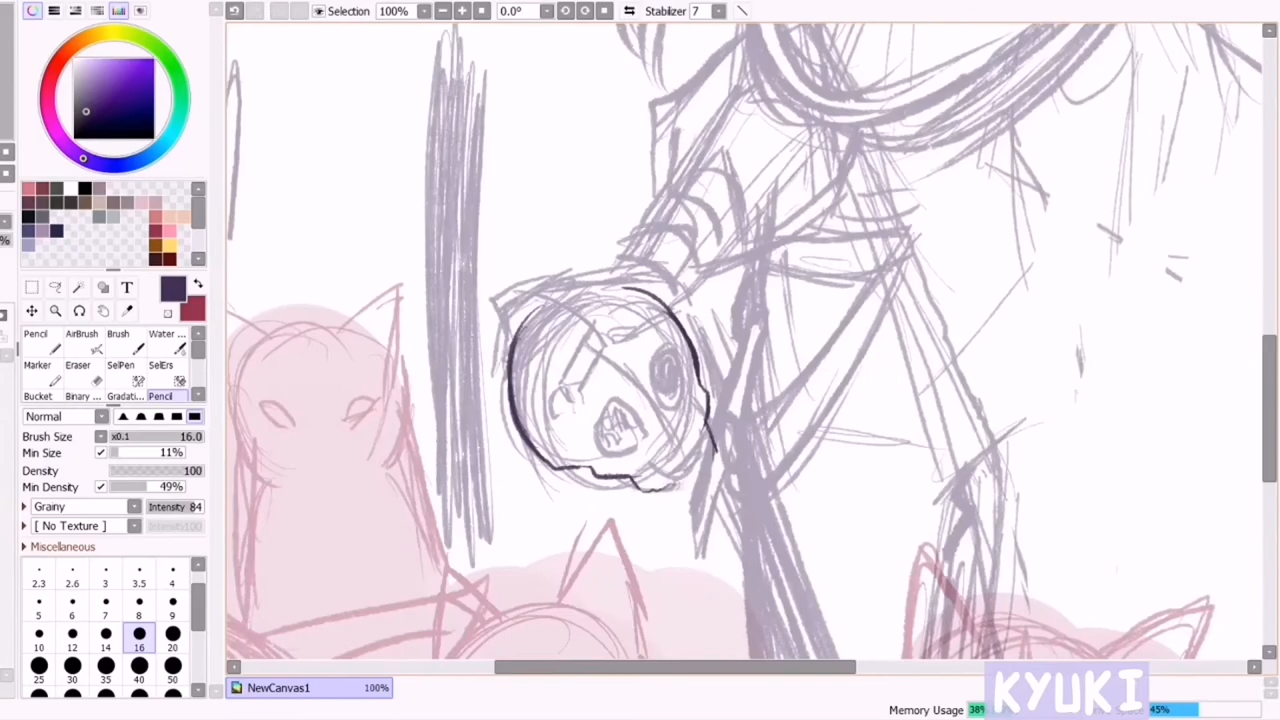 Selection 100% 0.0º Stabilizer 7
%
T
Pencil AirBrush Brush Water ...
Marker Eraser SelPen SelErs
Bucket Binary ... Gradati... Pencil
Normal
Brush Size x0.1 16.0
Min Size 11%
Density 100
Min Density 49%
Grainy Intensity 84
[ No Texture ] Intensity 100
Miscellaneous
2.3 2.6 3 3.5 4
5 6 7 8 9
10 12 14 16 20
25 30 35 40 50
NewCanvas1 100%
KYUKI
Memory Usage 38% 45%